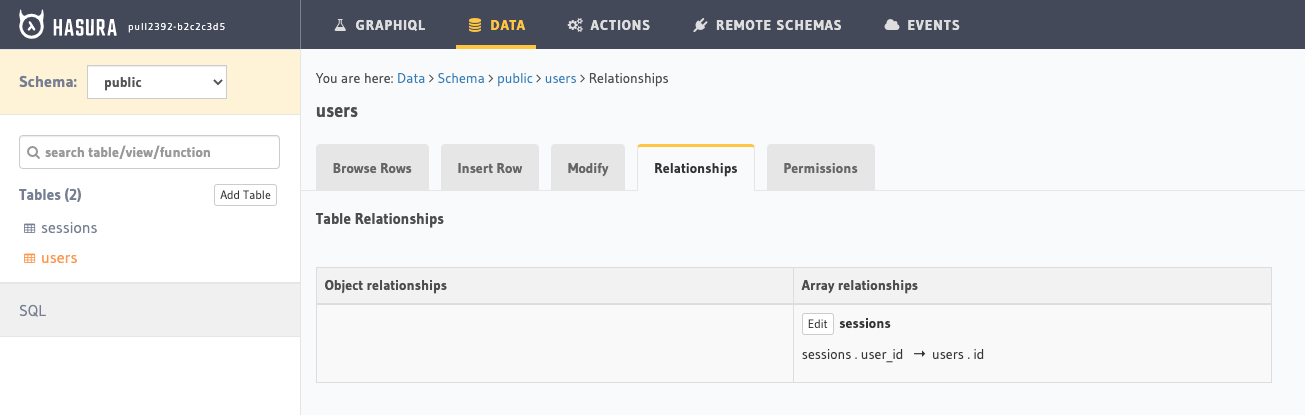 HASURA pull2392-b2c2c3d5 GRAPHIQL DATA ACTIONS REMOTE SCHEMAS EVENTS
Schema: public
You are here: Data > Schema > public > users > Relationships
users
search table/view/function
Browse Rows Insert Row Modify Relationships Permissions
Tables (2) Add Table
sessions
users
SQL
Table Relationships
Object relationships Array relationships
Edit sessions
sessions . user_id → users . id